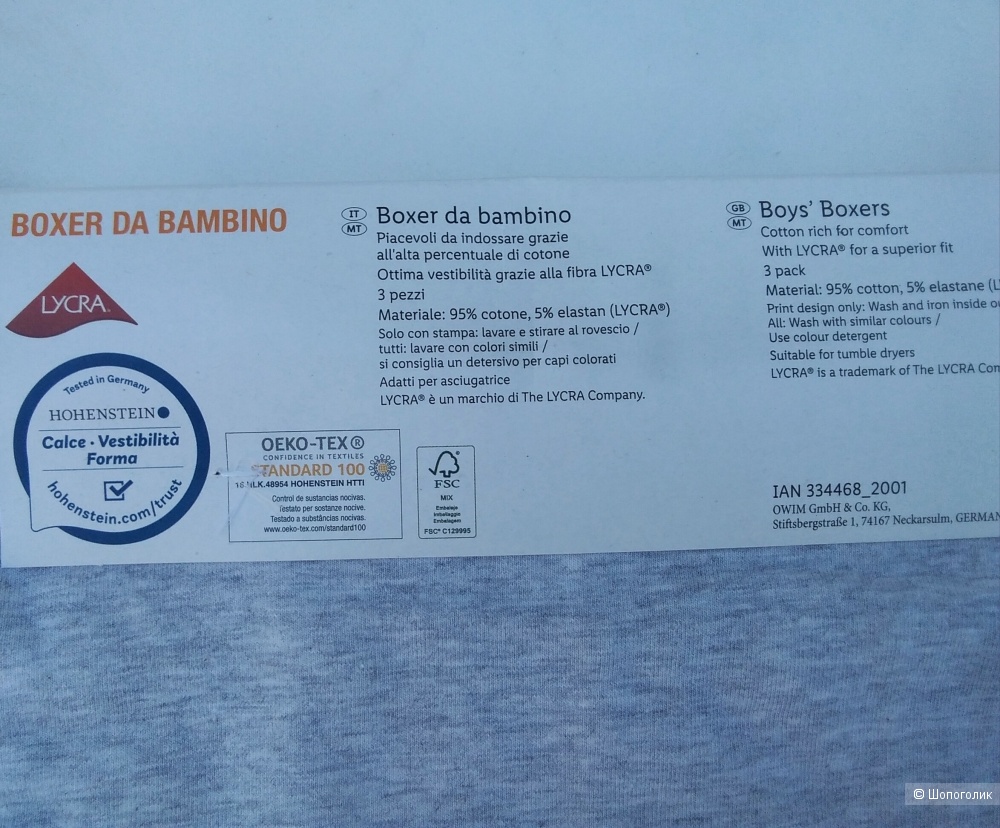 BOXER DA BAMBINO
LYCRA®
Tested in Germany
HOHENSTEIN
Calce · Vestibilità
Forma
hohenstein.com/trust
OEKO-TEX®
CONFIDENCE IN TEXTILES
STANDARD 100
HLK.48954 HOHENSTEIN HTTI
Control de sustancias nocivas.
Testato per sostanze nocive.
Testado a substâncias nocivas.
www.oeko-tex.com/standard100
FSC
MIX
Embalaje
Imballaggio
Embalagem
FSC® C129995
IT
MT
Boxer da bambino
Piacevoli da indossare grazie
all'alta percentuale di cotone
Ottima vestibilità grazie alla fibra LYCRA®
3 pezzi
Materiale: 95% cotone, 5% elastan (LYCRA®)
Solo con stampa: lavare e stirare al rovescio /
tutti: lavare con colori simili /
si consiglia un detersivo per capi colorati
Adatti per asciugatrice
LYCRA® è un marchio di The LYCRA Company.
GB
MT
Boys' Boxers
Cotton rich for comfort
With LYCRA® for a superior fit
3 pack
Material: 95% cotton, 5% elastane (L
Print design only: Wash and iron inside ou
All: Wash with similar colours /
Use colour detergent
Suitable for tumble dryers
LYCRA® is a trademark of The LYCRA Com
IAN 334468_2001
OWIM GmbH & Co. KG,
Stiftsbergstraße 1, 74167 Neckarsulm, GERMAN
© Шопоголик